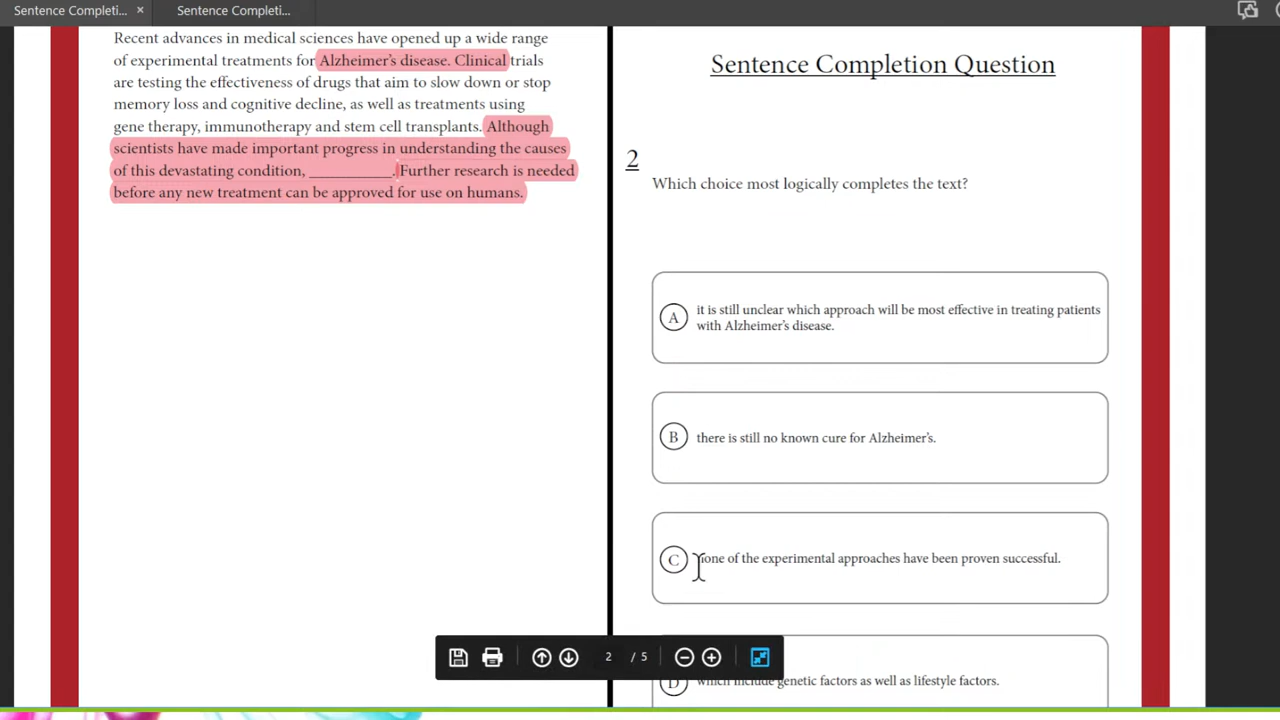 Sentence Completi... ×
Sentence Completi...
Recent advances in medical sciences have opened up a wide range
of experimental treatments for Alzheimer's disease. Clinical trials
are testing the effectiveness of drugs that aim to slow down or stop
memory loss and cognitive decline, as well as treatments using
gene therapy, immunotherapy and stem cell transplants. Although
scientists have made important progress in understanding the causes
of this devastating condition, __________. Further research is needed
before any new treatment can be approved for use on humans.
Sentence Completion Question
2
Which choice most logically completes the text?
A
it is still unclear which approach will be most effective in treating patients
with Alzheimer's disease.
B
there is still no known cure for Alzheimer's.
C
none of the experimental approaches have been proven successful.
D
which include genetic factors as well as lifestyle factors.
2 / 5